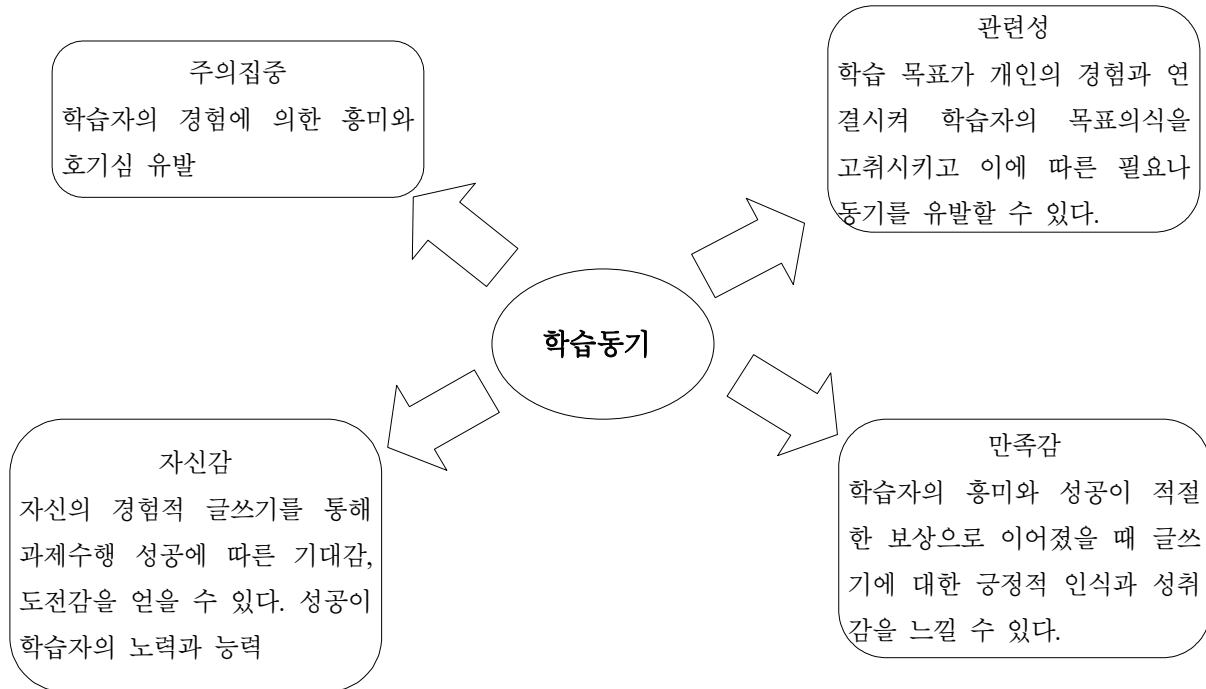 주의집중
학습자의 경험에 의한 흥미와
호기심 유발
관련성
학습 목표가 개인의 경험과 연
결시켜 학습자의 목표의식을
고취시키고 이에 따른 필요나
동기를 유발할 수 있다.
학습동기
자신감
자신의 경험적 글쓰기를 통해
과제수행 성공에 따른 기대감,
도전감을 얻을 수 있다. 성공이
학습자의 노력과 능력
만족감
학습자의 흥미와 성공이 적절
한 보상으로 이어졌을 때 글쓰
기에 대한 긍정적 인식과 성취
감을 느낄 수 있다.